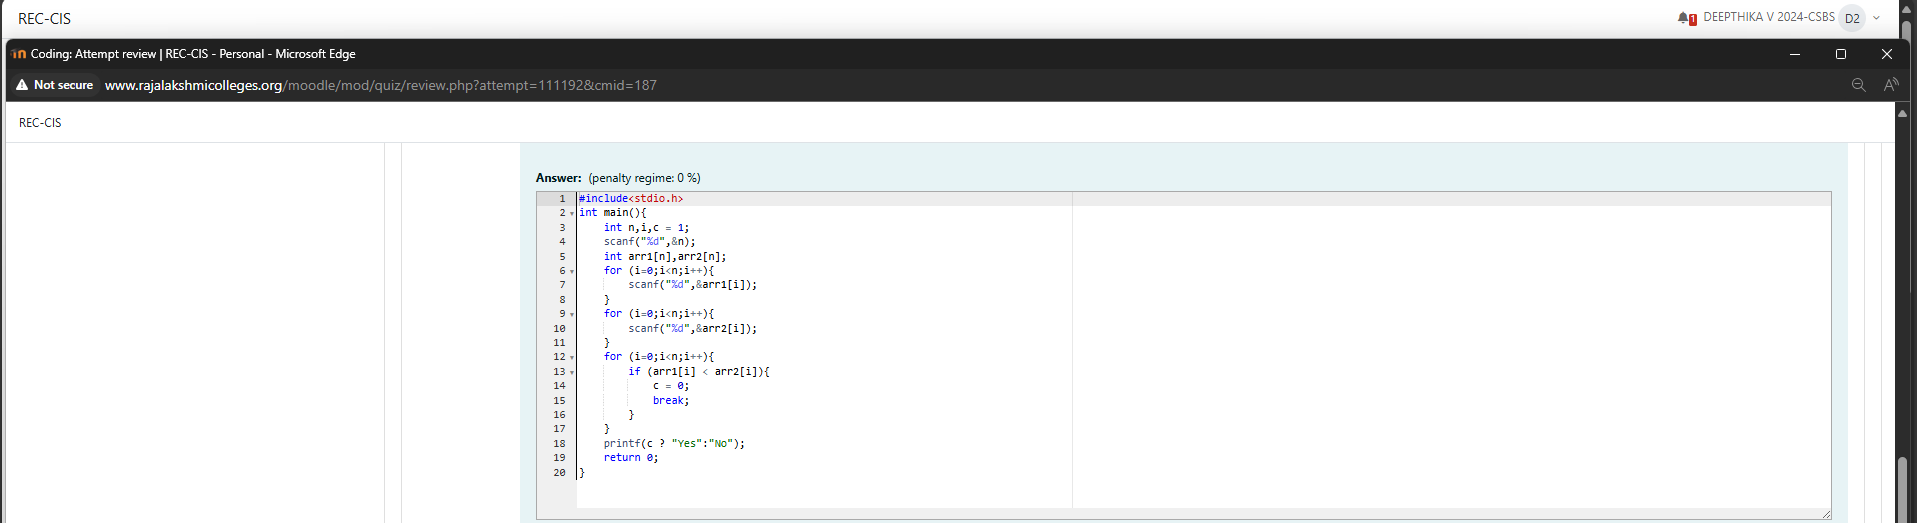 REC-CIS
1 DEEPTHIKA V 2024-CSBS D2
Coding: Attempt review | REC-CIS - Personal - Microsoft Edge
Not secure www.rajalakshmicolleges.org/moodle/mod/quiz/review.php?attempt=111192&cmid=187
REC-CIS
Answer: (penalty regime: 0 %)
1 #include<stdio.h>
2 int main(){
3     int n,i,c = 1;
4     scanf("%d",&n);
5     int arr1[n],arr2[n];
6     for (i=0;i<n;i++){
7         scanf("%d",&arr1[i]);
8     }
9     for (i=0;i<n;i++){
10         scanf("%d",&arr2[i]);
11     }
12     for (i=0;i<n;i++){
13         if (arr1[i] < arr2[i]){
14             c = 0;
15             break;
16         }
17     }
18     printf(c ? "Yes":"No");
19     return 0;
20 }